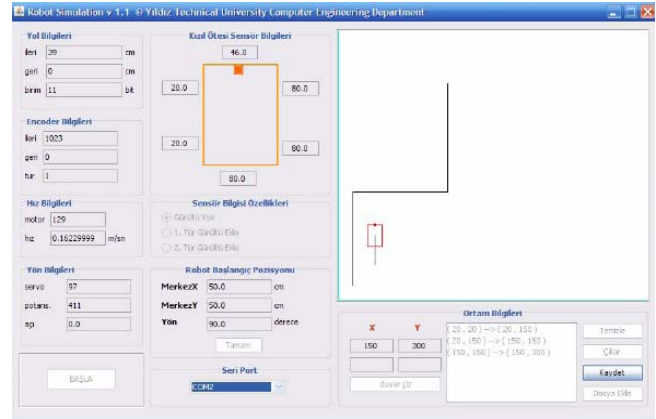 Robot Simulation v 1.1 © Yıldız Technical University Computer Engineering Department
Yol Bilgileri
ileri 39 cm
geri 0 cm
birim 11 bit
Encoder Bilgileri
ileri 1023
geri 0
tur 1
Hız Bilgileri
motor 129
hız 0.16229999 m/sn
Yön Bilgileri
servo 97
potans. 411
açı 0.0
BAŞLA
Kızıl Ötesi Sensör Bilgileri
46.0
20.0 80.0
20.0 80.0
80.0
Sensör Bilgisi Özellikleri
Gürültü Yok
1. Tür Gürültü Ekle
2. Tür Gürültü Ekle
Robot Başlangıç Pozisyonu
MerkezX 50.0 cm
MerkezY 50.0 cm
Yön 90.0 derece
Tamam
Seri Port
COM2
Ortam Bilgileri
X Y
150 300
duvar çiz
( 20 , 20 )-->( 20 , 150 )
( 20 , 150 )-->( 150 , 150 )
( 150 , 150 )-->( 150 , 300 )
Temizle
Çıkar
Kaydet
Dosya Ekle